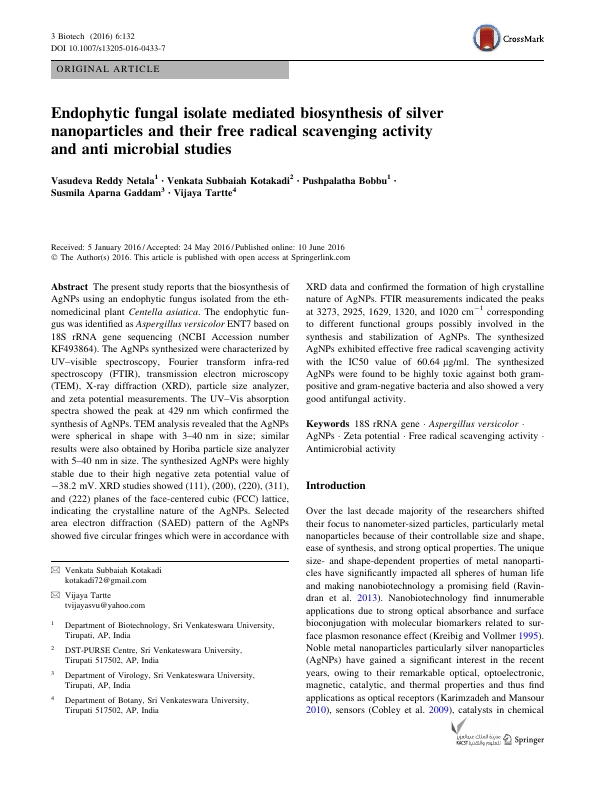 3 Biotech (2016) 6:132
DOI 10.1007/s13205-016-0433-7
CrossMark
ORIGINAL ARTICLE
Endophytic fungal isolate mediated biosynthesis of silver
nanoparticles and their free radical scavenging activity
and anti microbial studies
Vasudeva Reddy Netala1 · Venkata Subbaiah Kotakadi2 · Pushpalatha Bobbu1 ·
Susmila Aparna Gaddam3 · Vijaya Tartte4
Received: 5 January 2016 / Accepted: 24 May 2016 / Published online: 10 June 2016
© The Author(s) 2016. This article is published with open access at Springerlink.com
Abstract The present study reports that the biosynthesis of
AgNPs using an endophytic fungus isolated from the eth-
nomedicinal plant Centella asiatica. The endophytic fun-
gus was identified as Aspergillus versicolor ENT7 based on
18S rRNA gene sequencing (NCBI Accession number
KF493864). The AgNPs synthesized were characterized by
UV–visible spectroscopy, Fourier transform infra-red
spectroscopy (FTIR), transmission electron microscopy
(TEM), X-ray diffraction (XRD), particle size analyzer,
and zeta potential measurements. The UV–Vis absorption
spectra showed the peak at 429 nm which confirmed the
synthesis of AgNPs. TEM analysis revealed that the AgNPs
were spherical in shape with 3–40 nm in size; similar
results were also obtained by Horiba particle size analyzer
with 5–40 nm in size. The synthesized AgNPs were highly
stable due to their high negative zeta potential value of
−38.2 mV. XRD studies showed (111), (200), (220), (311),
and (222) planes of the face-centered cubic (FCC) lattice,
indicating the crystalline nature of the AgNPs. Selected
area electron diffraction (SAED) pattern of the AgNPs
showed five circular fringes which were in accordance with
XRD data and confirmed the formation of high crystalline
nature of AgNPs. FTIR measurements indicated the peaks
at 3273, 2925, 1629, 1320, and 1020 cm−1 corresponding
to different functional groups possibly involved in the
synthesis and stabilization of AgNPs. The synthesized
AgNPs exhibited effective free radical scavenging activity
with the IC50 value of 60.64 μg/ml. The synthesized
AgNPs were found to be highly toxic against both gram-
positive and gram-negative bacteria and also showed a very
good antifungal activity.
Keywords 18S rRNA gene · Aspergillus versicolor ·
AgNPs · Zeta potential · Free radical scavenging activity ·
Antimicrobial activity
Introduction
Over the last decade majority of the researchers shifted
their focus to nanometer-sized particles, particularly metal
nanoparticles because of their controllable size and shape,
ease of synthesis, and strong optical properties. The unique
size- and shape-dependent properties of metal nanoparti-
cles have significantly impacted all spheres of human life
and making nanobiotechnology a promising field (Ravin-
dran et al. 2013). Nanobiotechnology find innumerable
applications due to strong optical absorbance and surface
bioconjugation with molecular biomarkers related to sur-
face plasmon resonance effect (Kreibig and Vollmer 1995).
Noble metal nanoparticles particularly silver nanoparticles
(AgNPs) have gained a significant interest in the recent
years, owing to their remarkable optical, optoelectronic,
magnetic, catalytic, and thermal properties and thus find
applications as optical receptors (Karimzadeh and Mansour
2010), sensors (Cobley et al. 2009), catalysts in chemical
Venkata Subbaiah Kotakadi
kotakadi72@gmail.com
Vijaya Tartte
tvijayasvu@yahoo.com
1 Department of Biotechnology, Sri Venkateswara University,
Tirupati, AP, India
2 DST-PURSE Centre, Sri Venkateswara University,
Tirupati 517502, AP, India
3 Department of Virology, Sri Venkateswara University,
Tirupati, AP, India
4 Department of Botany, Sri Venkateswara University,
Tirupati 517502, AP, India
مدينة الملك عبدالعزيز
للعلوم والتقنية KACST
Springer